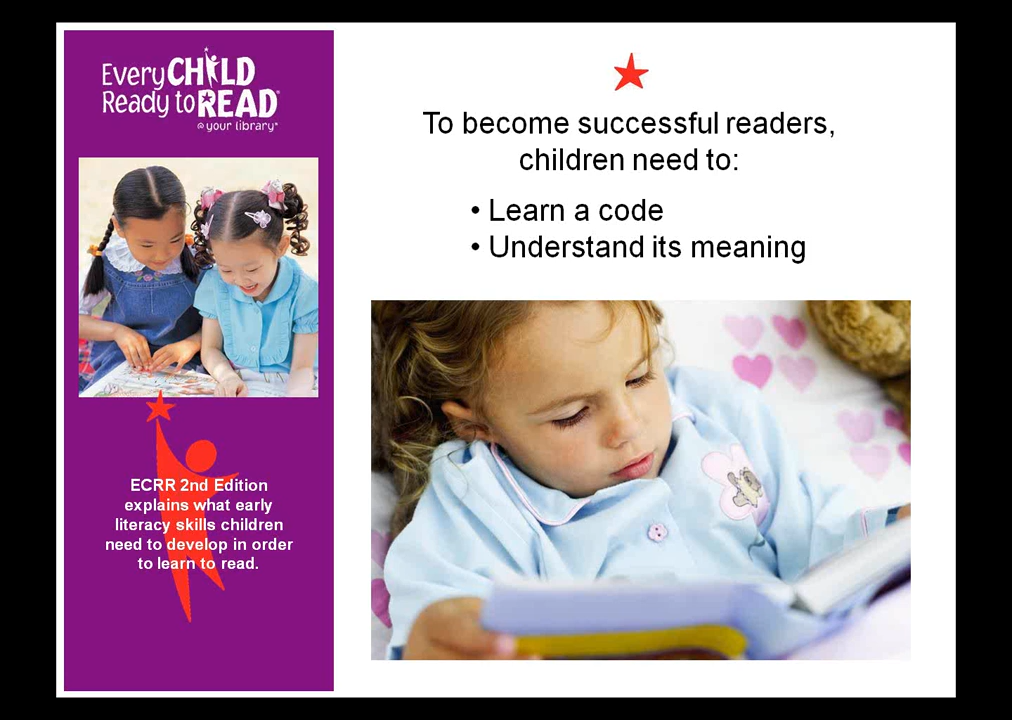 Every CHILD
Ready to READ®
@ your library®
ECRR 2nd Edition
explains what early
literacy skills children
need to develop in order
to learn to read.
To become successful readers,
children need to:
• Learn a code
• Understand its meaning